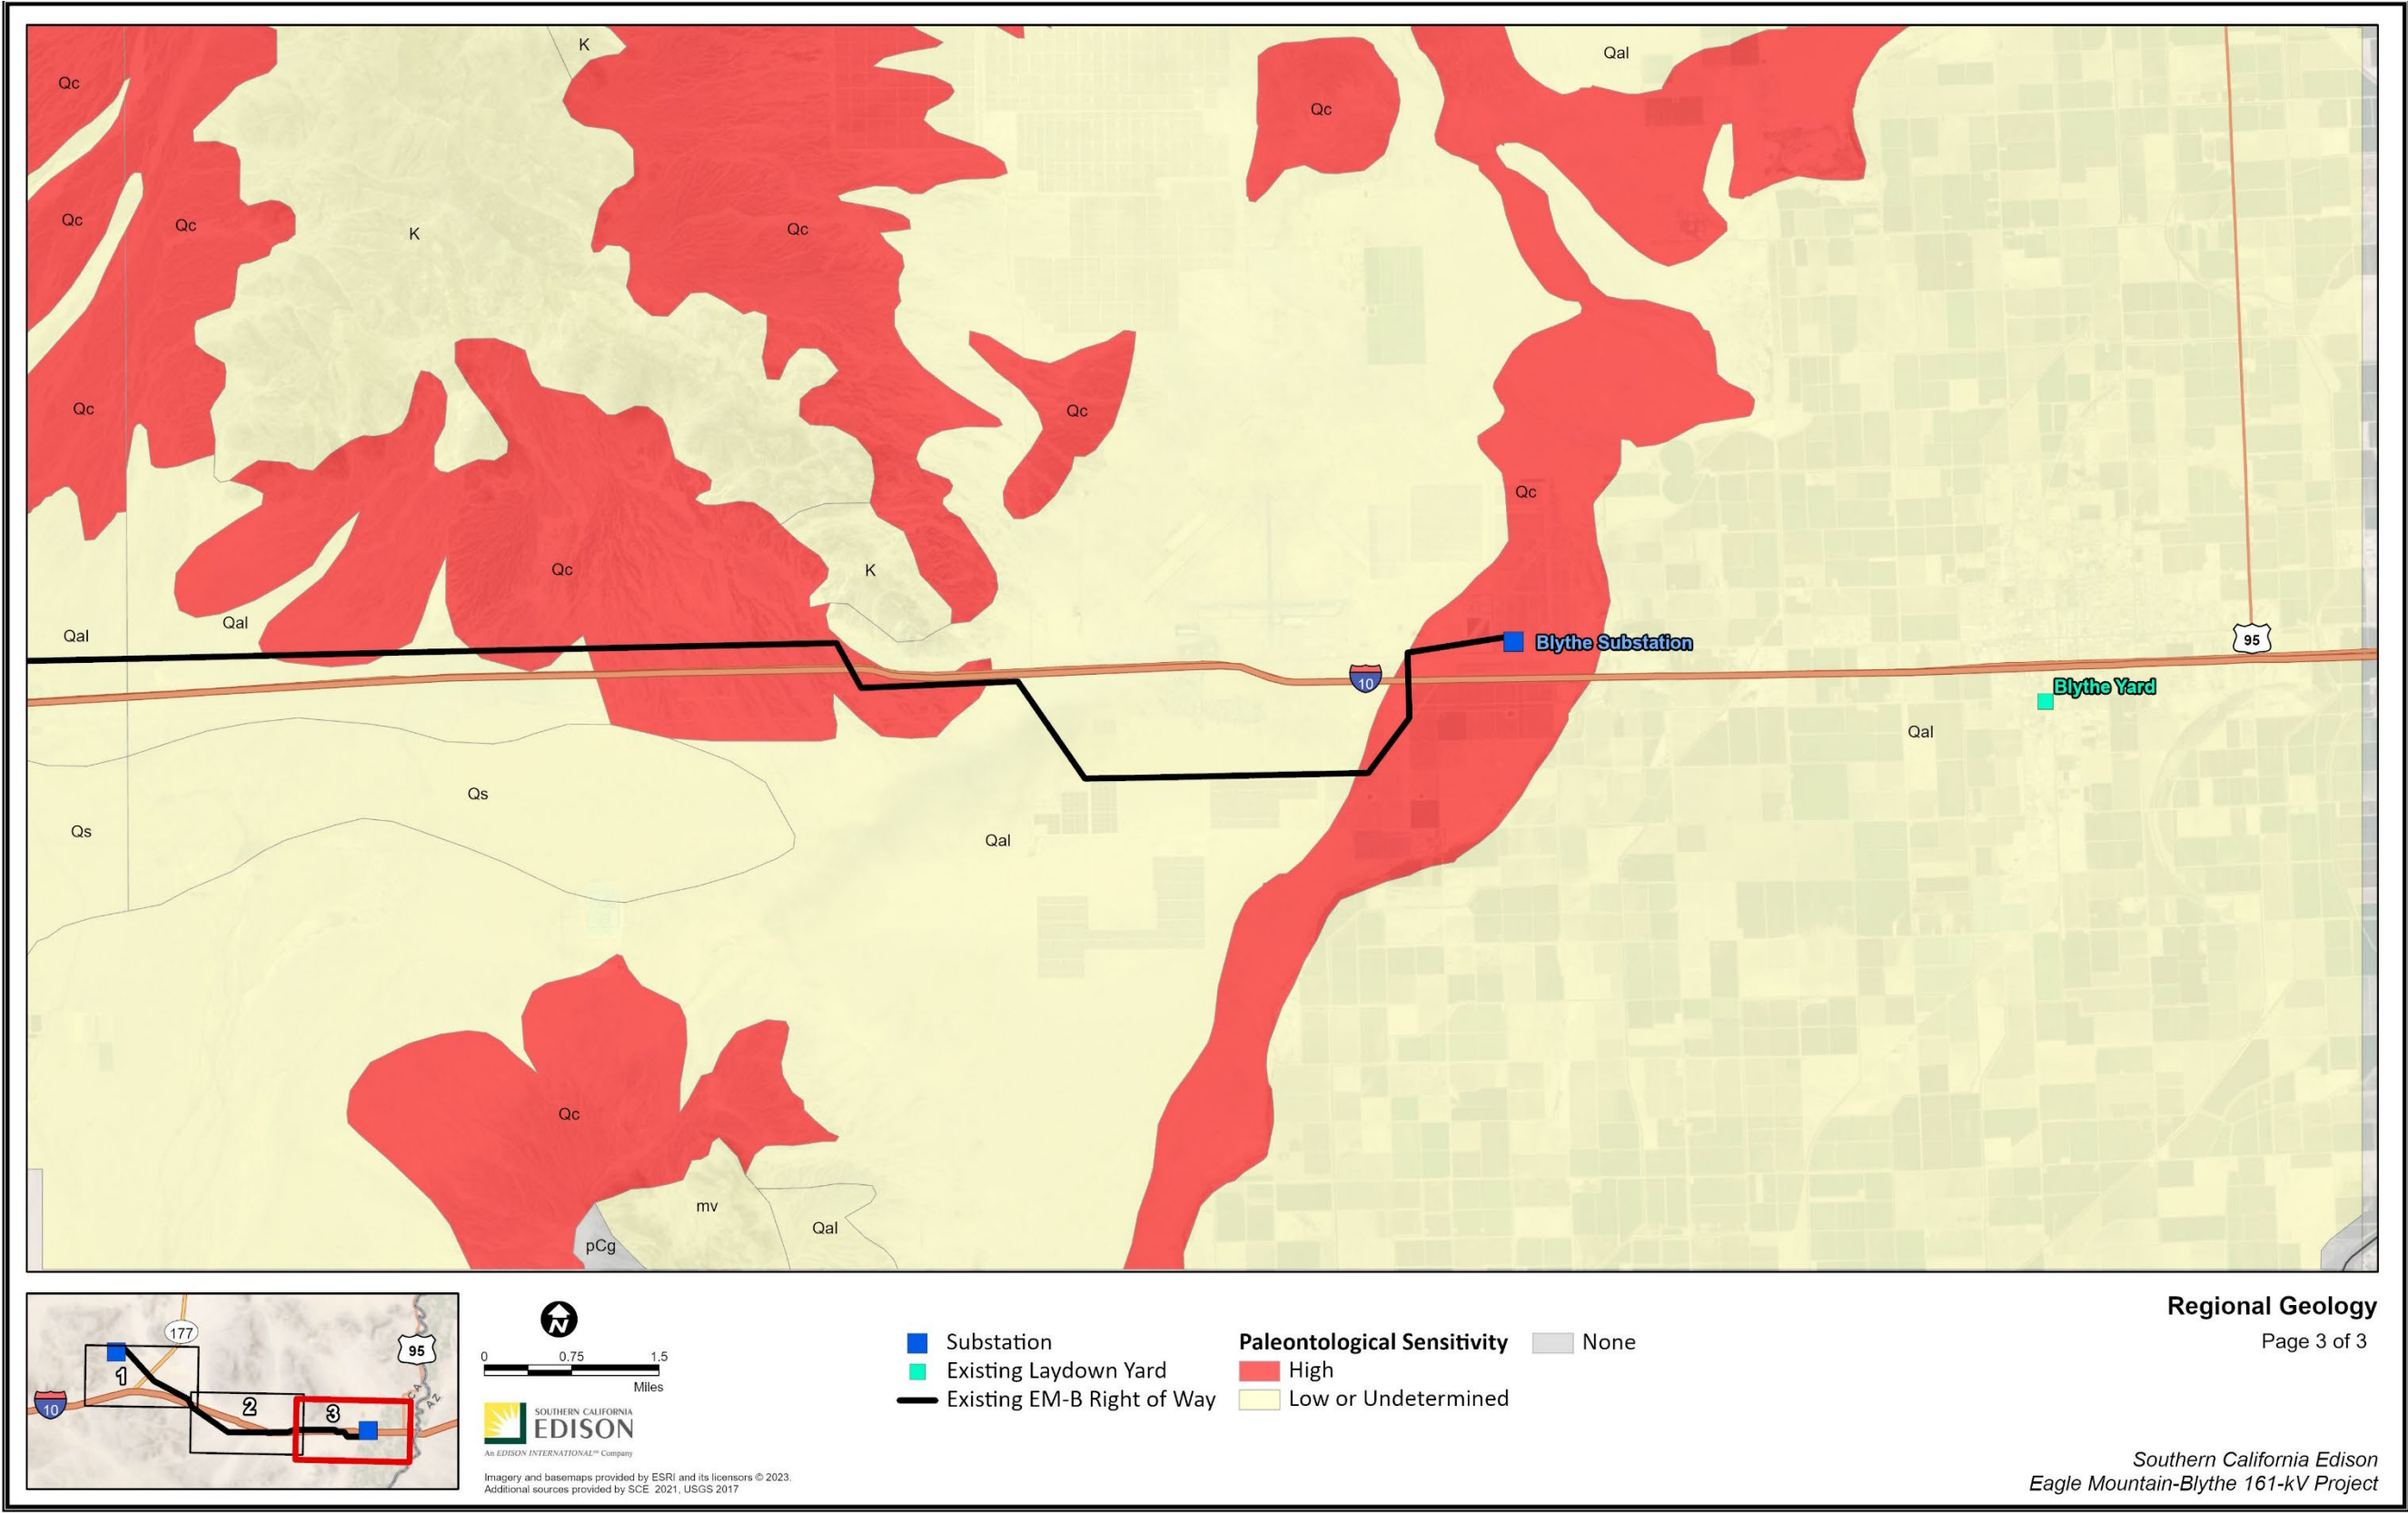 K
Qal
Qc
Qc
Qc
Qc
Qc
K
Qc
Qc
Qc
Qc
Qc
K
Qal
Qal
Blythe Substation
95
10
Blythe Yard
Qal
Qs
Qs
Qal
Qc
mv
Qal
pCg
177
95
1
2
3
10
CA
AZ
N
0 0.75 1.5
Miles
SOUTHERN CALIFORNIA
EDISON
An EDISON INTERNATIONAL℠ Company
Imagery and basemaps provided by ESRI and its licensors © 2023.
Additional sources provided by SCE 2021, USGS 2017
Substation
Existing Laydown Yard
Existing EM-B Right of Way
Paleontological Sensitivity
High
Low or Undetermined
None
Regional Geology
Page 3 of 3
Southern California Edison
Eagle Mountain-Blythe 161-kV Project